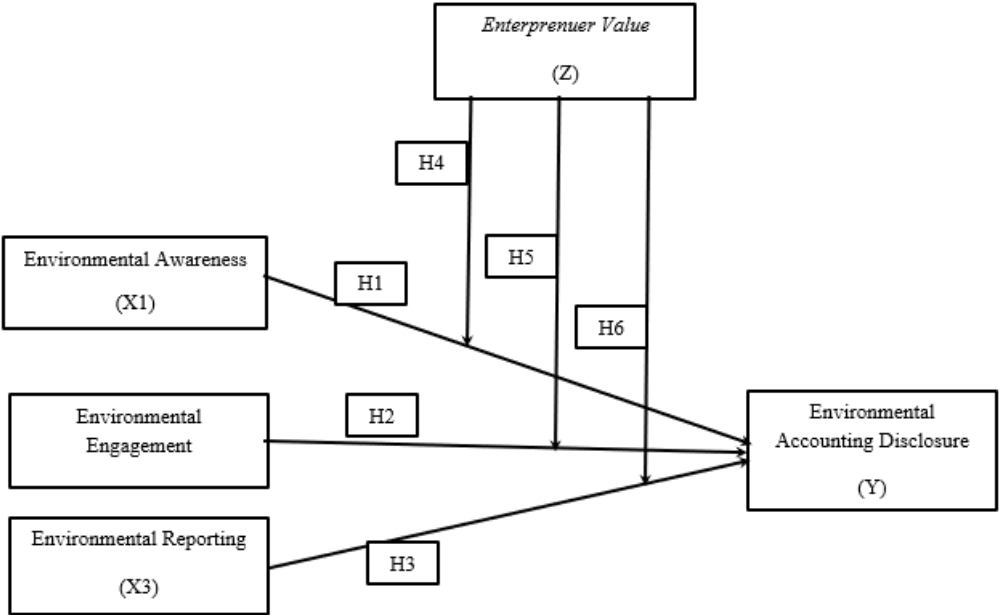 Enterprenuer Value
(Z)
H4
H5
H6
Environmental Awareness
(X1)
H1
Environmental
Engagement
H2
Environmental Reporting
(X3)
H3
Environmental
Accounting Disclosure
(Y)